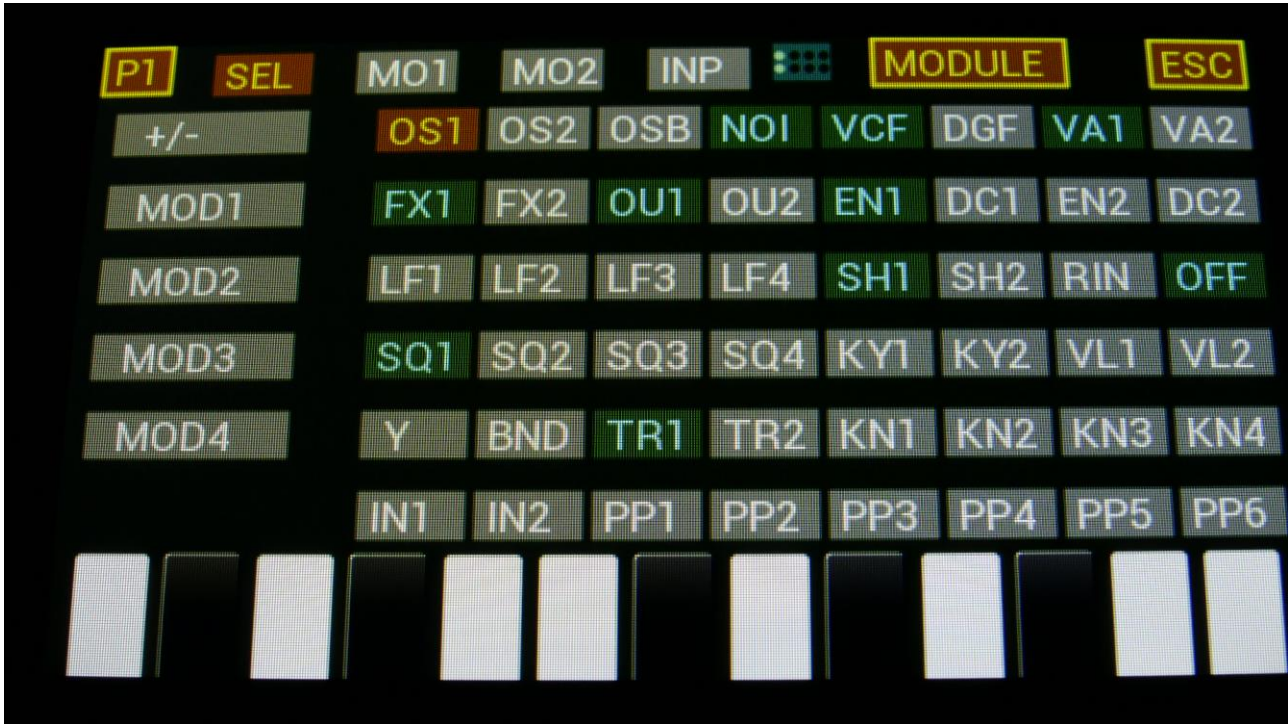 P1 SEL MO1 MO2 INP MODULE ESC
+/- OS1 OS2 OSB NOI VCF DGF VA1 VA2
MOD1 FX1 FX2 OU1 OU2 EN1 DC1 EN2 DC2
MOD2 LF1 LF2 LF3 LF4 SH1 SH2 RIN OFF
MOD3 SQ1 SQ2 SQ3 SQ4 KY1 KY2 VL1 VL2
MOD4 Y BND TR1 TR2 KN1 KN2 KN3 KN4
IN1 IN2 PP1 PP2 PP3 PP4 PP5 PP6